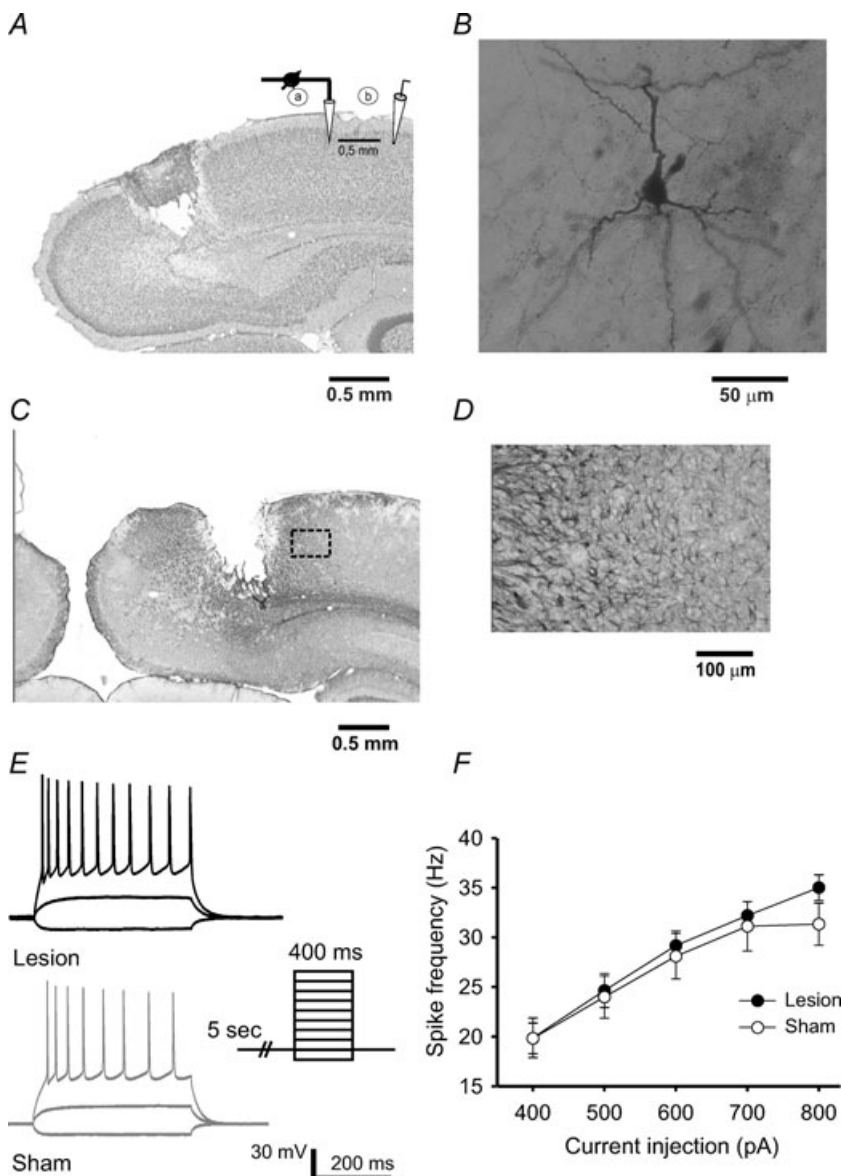 A
a
b
0,5 mm
0.5 mm
B
50 μm
C
0.5 mm
D
100 μm
E
Lesion
400 ms
5 sec
Sham
30 mV
200 ms
F
Spike frequency (Hz)
40
35
30
25
20
15
400 500 600 700 800
Current injection (pA)
Lesion
Sham